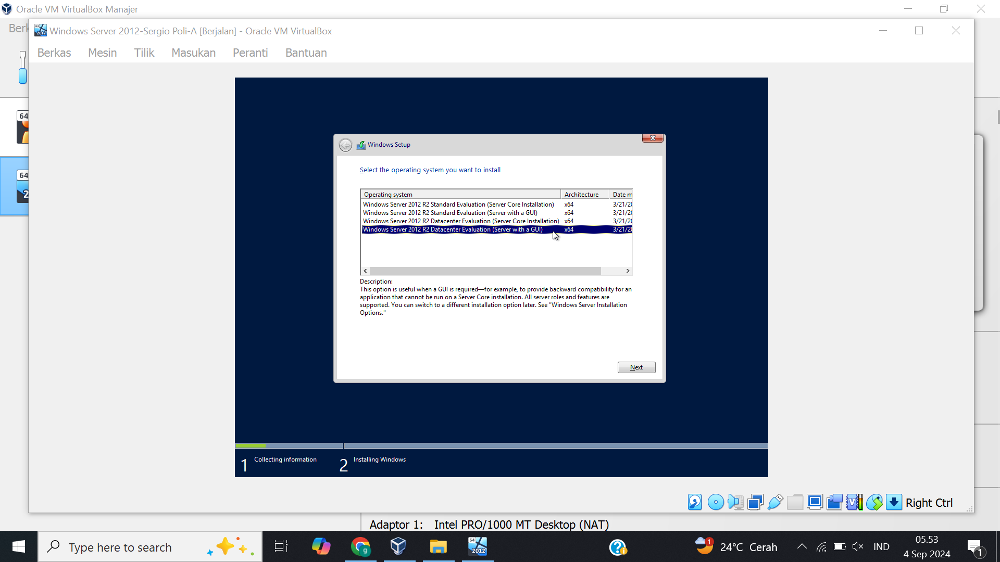 Oracle VM VirtualBox Manajer
Berk
Windows Server 2012-Sergio Poli-A [Berjalan] - Oracle VM VirtualBox
Berkas Mesin Tilik Masukan Peranti Bantuan
64
64
2
Windows Setup
Select the operating system you want to install
Operating system Architecture Date m
Windows Server 2012 R2 Standard Evaluation (Server Core Installation) x64 3/21/20
Windows Server 2012 R2 Standard Evaluation (Server with a GUI) x64 3/21/20
Windows Server 2012 R2 Datacenter Evaluation (Server Core Installation) x64 3/21/20
Windows Server 2012 R2 Datacenter Evaluation (Server with a GUI) x64 3/21/20
Description:
This option is useful when a GUI is required—for example, to provide backward compatibility for an
application that cannot be run on a Server Core installation. All server roles and features are
supported. You can switch to a different installation option later. See "Windows Server Installation
Options."
Next
1 Collecting information 2 Installing Windows
Right Ctrl
Adaptor 1: Intel PRO/1000 MT Desktop (NAT)
Type here to search
64
2012
1
24°C Cerah
IND
05.53
4 Sep 2024
1